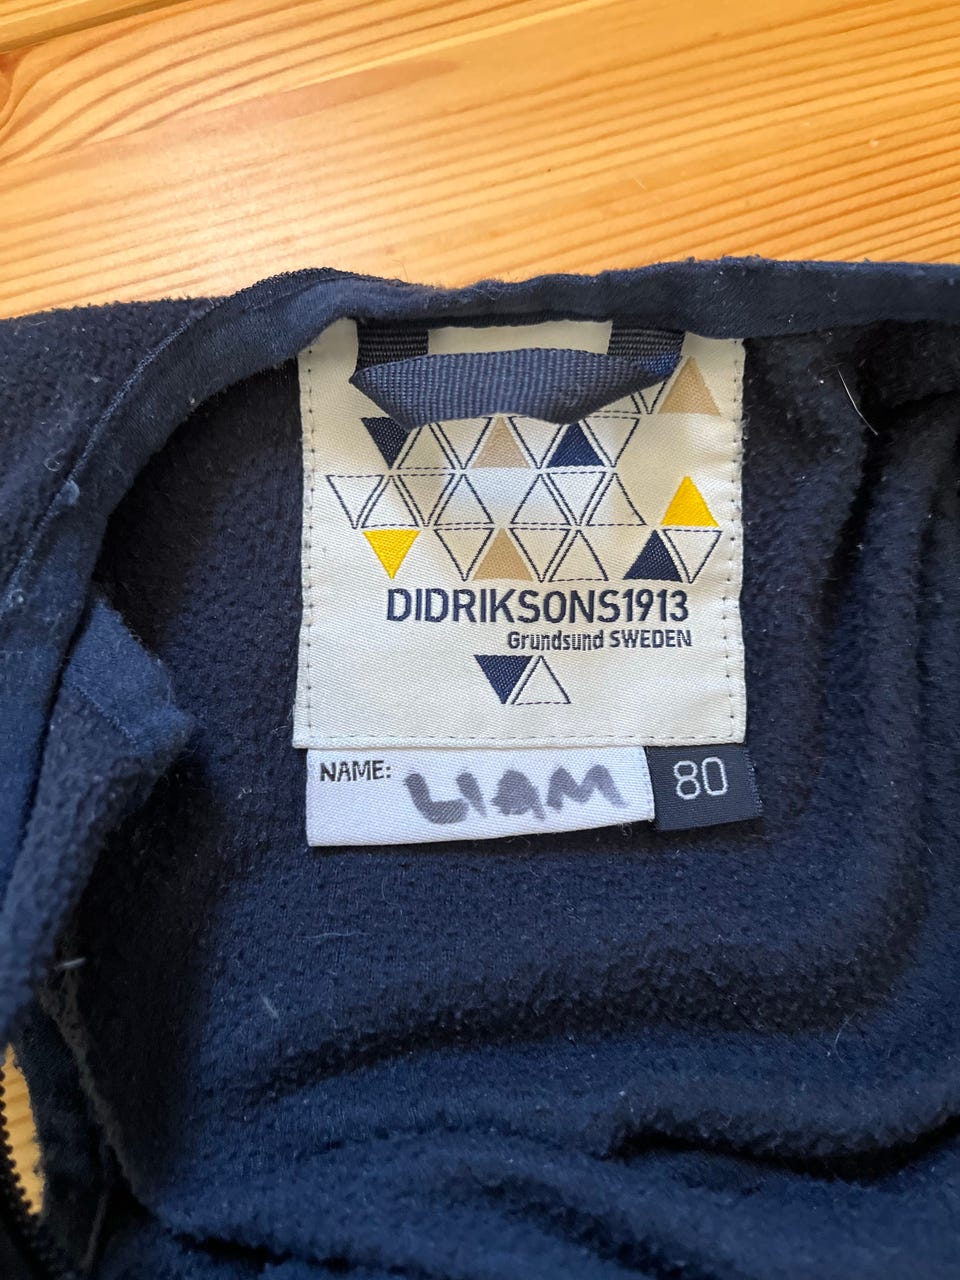 DIDRIKSONS1913
Grundsund SWEDEN
NAME: LIAM
80